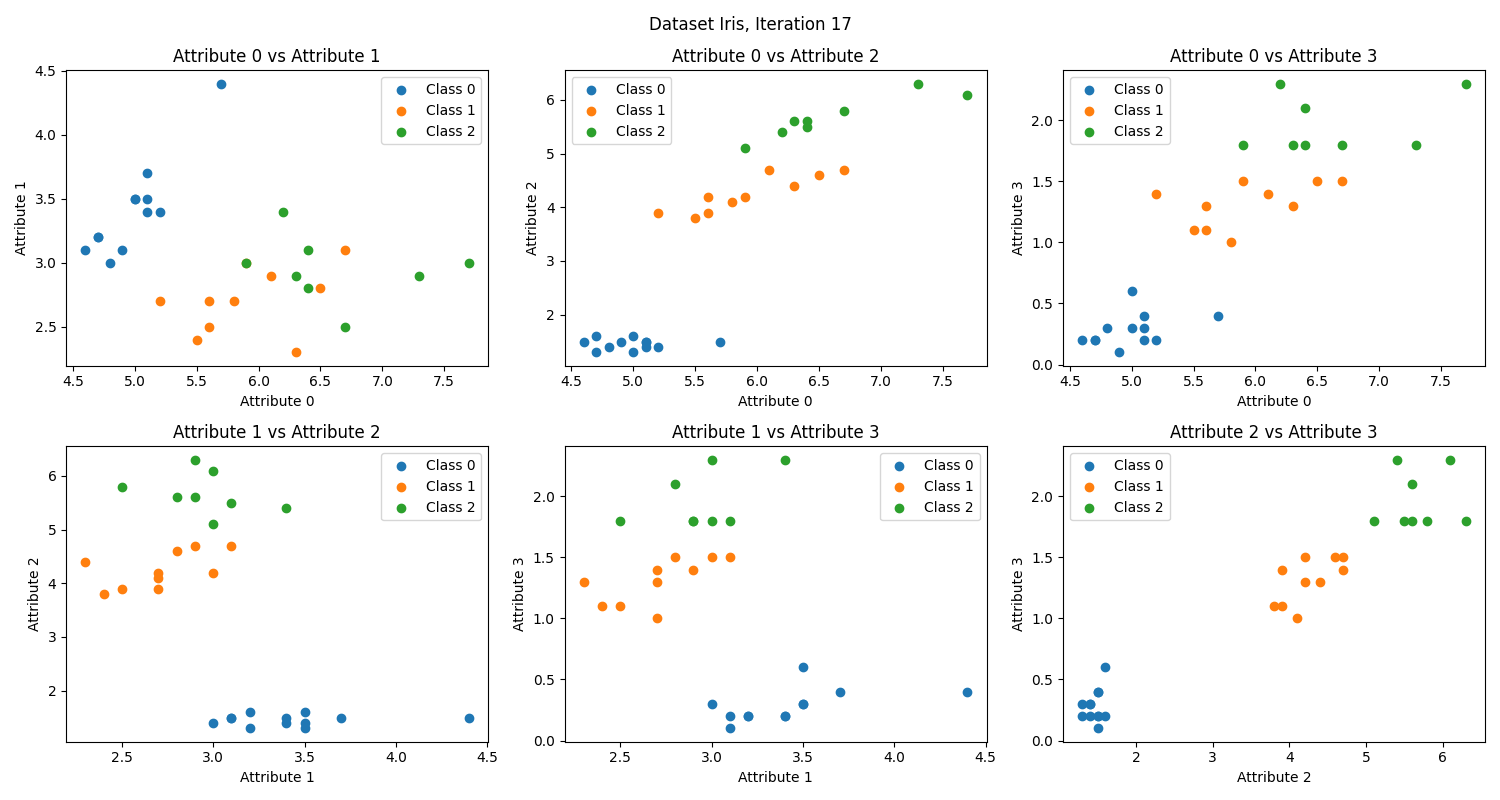 Dataset Iris, Iteration 17
Attribute 0 vs Attribute 1
4.5
4.0
3.5
3.0
2.5
Attribute 1
4.5 5.0 5.5 6.0 6.5 7.0 7.5
Attribute 0
Class 0
Class 1
Class 2
Attribute 0 vs Attribute 2
6
5
4
3
2
Attribute 2
4.5 5.0 5.5 6.0 6.5 7.0 7.5
Attribute 0
Class 0
Class 1
Class 2
Attribute 0 vs Attribute 3
2.0
1.5
1.0
0.5
0.0
Attribute 3
4.5 5.0 5.5 6.0 6.5 7.0 7.5
Attribute 0
Class 0
Class 1
Class 2
Attribute 1 vs Attribute 2
6
5
4
3
2
Attribute 2
2.5 3.0 3.5 4.0 4.5
Attribute 1
Class 0
Class 1
Class 2
Attribute 1 vs Attribute 3
2.0
1.5
1.0
0.5
0.0
Attribute 3
2.5 3.0 3.5 4.0 4.5
Attribute 1
Class 0
Class 1
Class 2
Attribute 2 vs Attribute 3
2.0
1.5
1.0
0.5
0.0
Attribute 3
2 3 4 5 6
Attribute 2
Class 0
Class 1
Class 2